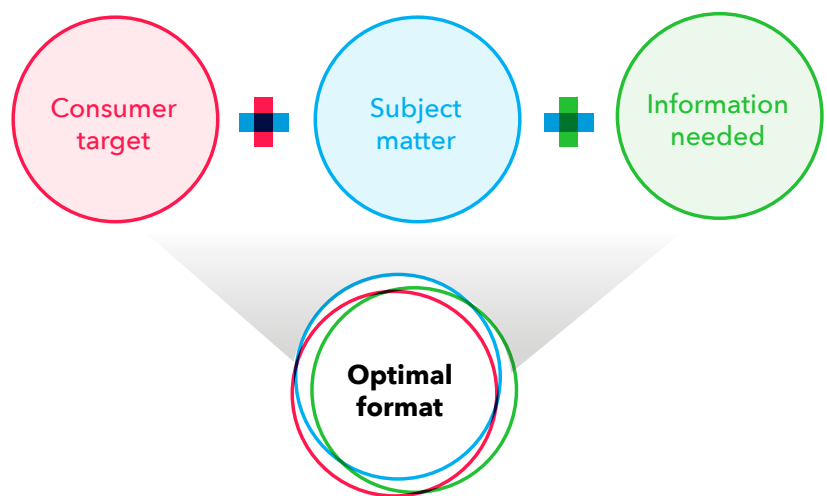 Consumer
target
Subject
matter
Information
needed
Optimal
format